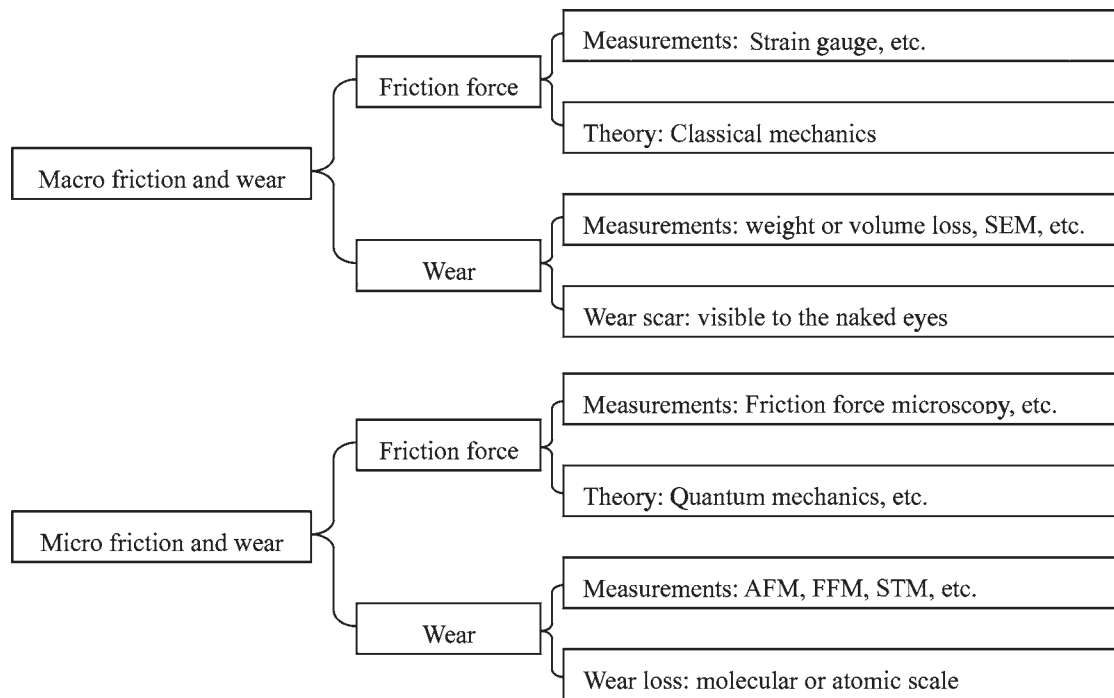 Measurements: Strain gauge, etc.
Friction force
Theory: Classical mechanics
Macro friction and wear
Measurements: weight or volume loss, SEM, etc.
Wear
Wear scar: visible to the naked eyes
Measurements: Friction force microscopy, etc.
Friction force
Theory: Quantum mechanics, etc.
Micro friction and wear
Measurements: AFM, FFM, STM, etc.
Wear
Wear loss: molecular or atomic scale